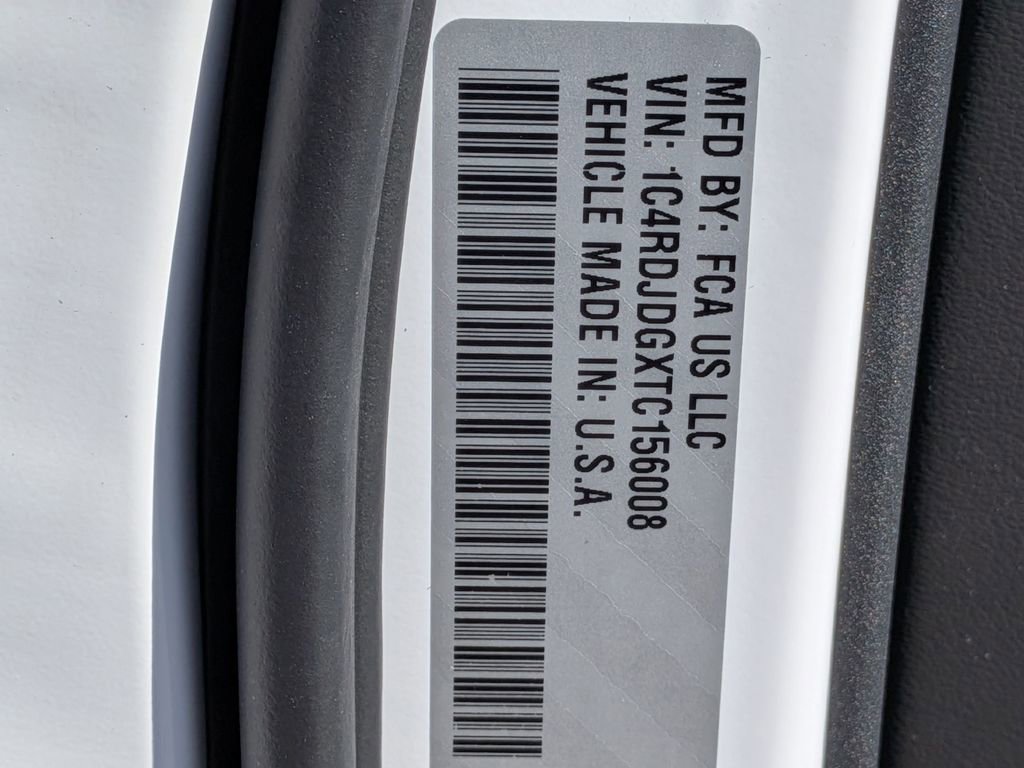 MFD BY: FCA US LLC
VIN: 1C4RDJDGXTC156008
VEHICLE MADE IN: U.S.A.